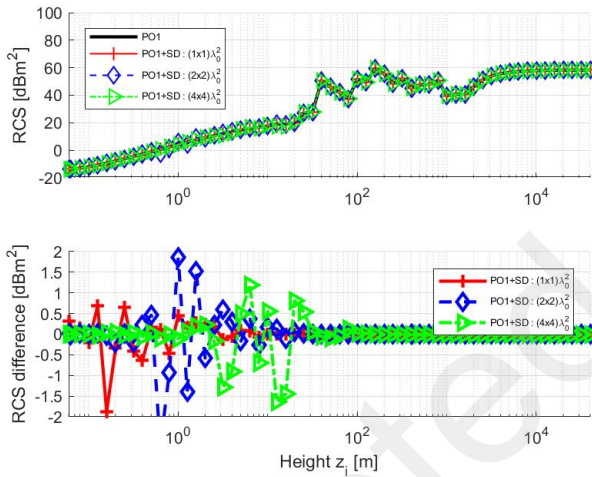 100
80
60
40
20
0
-20
RCS [dBm²]
PO1
PO1+SD : (1x1)λ₀²
PO1+SD : (2x2)λ₀²
PO1+SD : (4x4)λ₀²
10⁰
10²
10⁴
2
1.5
1
0.5
0
-0.5
-1
-1.5
-2
RCS difference [dBm²]
PO1+SD : (1x1)λ₀²
PO1+SD : (2x2)λ₀²
PO1+SD : (4x4)λ₀²
10⁰
10²
10⁴
Height zᵢ [m]